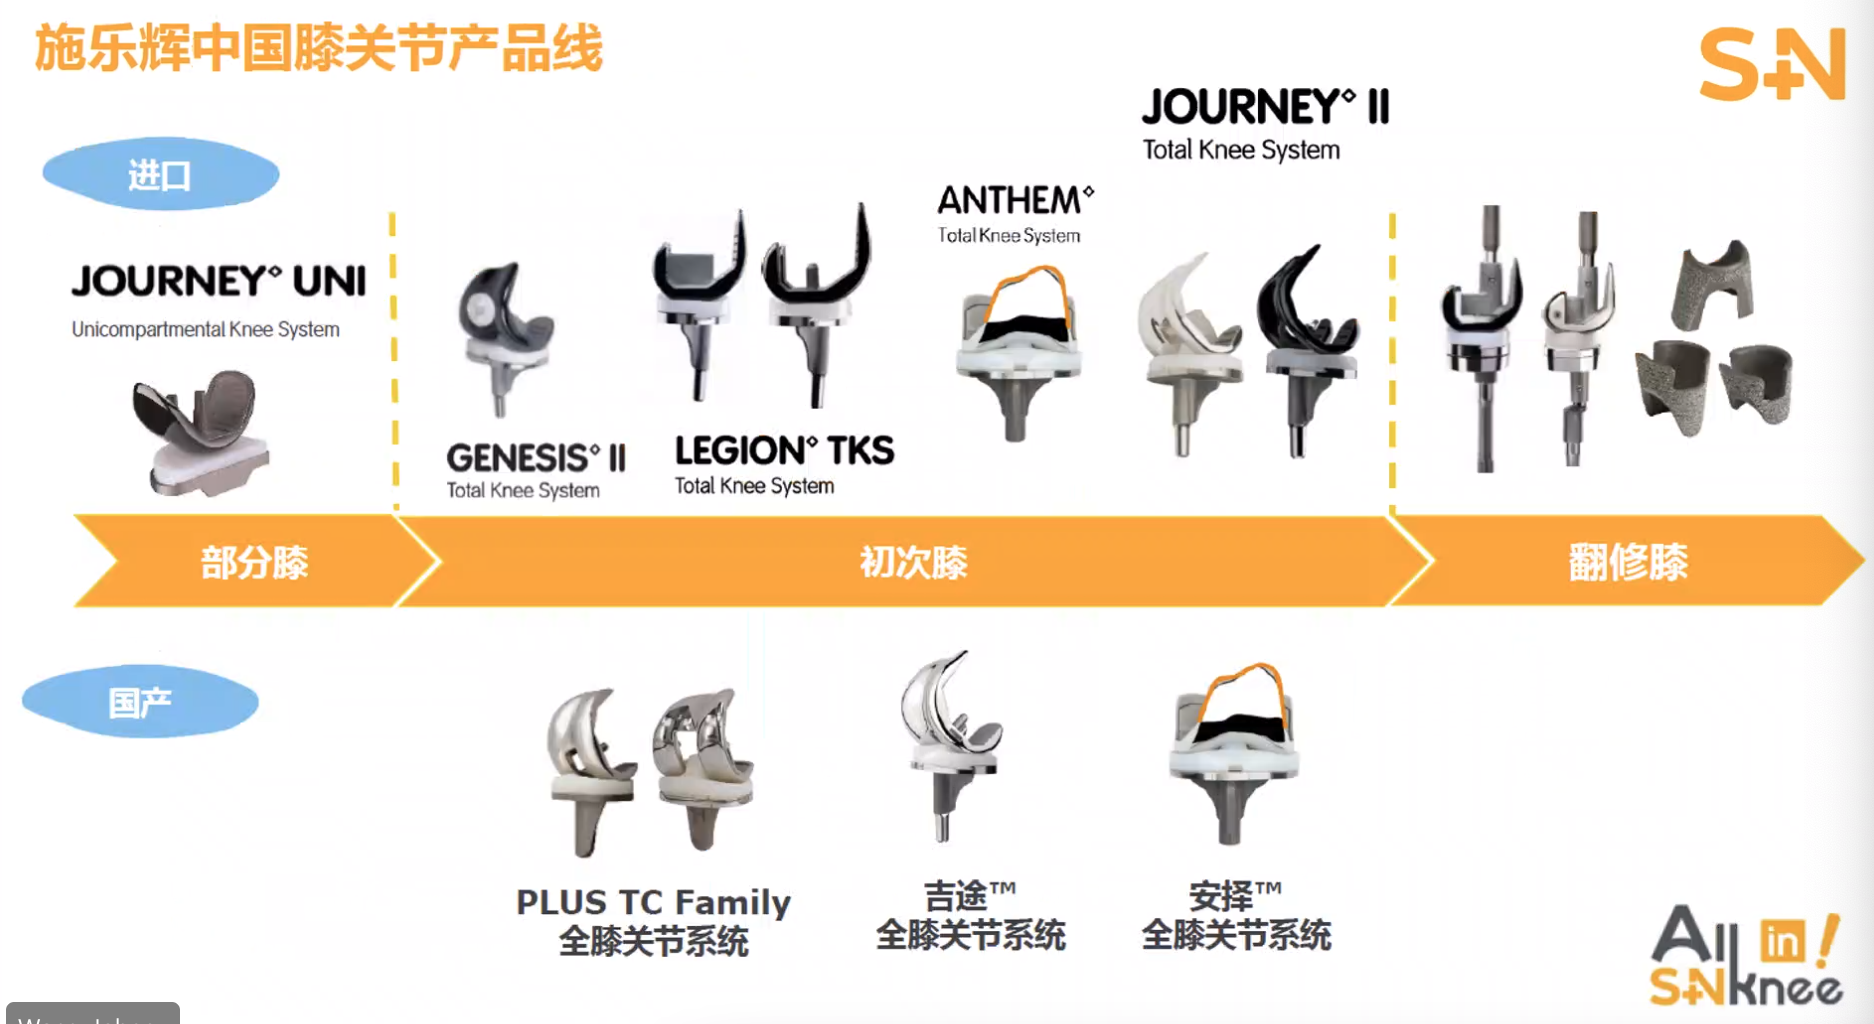 施乐辉中国膝关节产品线
S+N
JOURNEY◇ II
Total Knee System
进口
ANTHEM◇
Total Knee System
JOURNEY◇ UNI
Unicompartmental Knee System
GENESIS◇ II
Total Knee System
LEGION◇ TKS
Total Knee System
部分膝
初次膝
翻修膝
国产
PLUS TC Family
全膝关节系统
吉途™
全膝关节系统
安择™
全膝关节系统
All in!
S+N knee